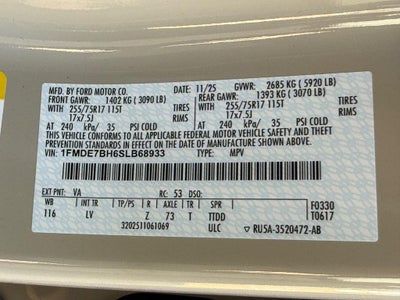 MFD. BY FORD MOTOR CO. 11/25 GVWR: 2685 KG ( 5920 LB)
FRONT GAWR: 1402 KG ( 3090 LB) REAR GAWR: 1393 KG ( 3070 LB)
WITH 255/75R17 115T TIRES WITH 255/75R17 115T TIRES
17x7.5J RIMS 17x7.5J RIMS
AT 240 kPa/ 35 PSI COLD AT 240 kPa/ 35 PSI COLD
THIS VEHICLE CONFORMS TO ALL APPLICABLE FEDERAL MOTOR VEHICLE SAFETY, BUMPER, AND
THEFT PREVENTION STANDARDS IN EFFECT ON THE DATE OF MANUFACTURE SHOWN ABOVE.
VIN: 1FMDE7BH6SLB68933 TYPE: MPV
EXT PNT: VA RC: 53 DSO:
WB INT TR TP/PS R AXLE TR SPR F0330
116 LV Z 73 T TTDD T0617
3202511061069 ULC ▽ RU5A-3520472-AB